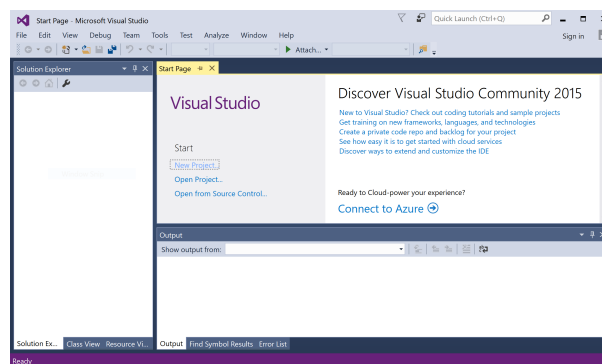 Start Page - Microsoft Visual Studio
Quick Launch (Ctrl+Q)
File Edit View Debug Team Tools Test Analyze Window Help
Sign in
Attach...
Solution Explorer
Start Page
Visual Studio
Start
New Project...
Open Project...
Open from Source Control...
Discover Visual Studio Community 2015
New to Visual Studio? Check out coding tutorials and sample projects
Get training on new frameworks, languages, and technologies
Create a private code repo and backlog for your project
See how easy it is to get started with cloud services
Discover ways to extend and customize the IDE
Ready to Cloud-power your experience?
Connect to Azure
Output
Show output from:
Solution Ex... Class View Resource Vi...
Output Find Symbol Results Error List
Ready